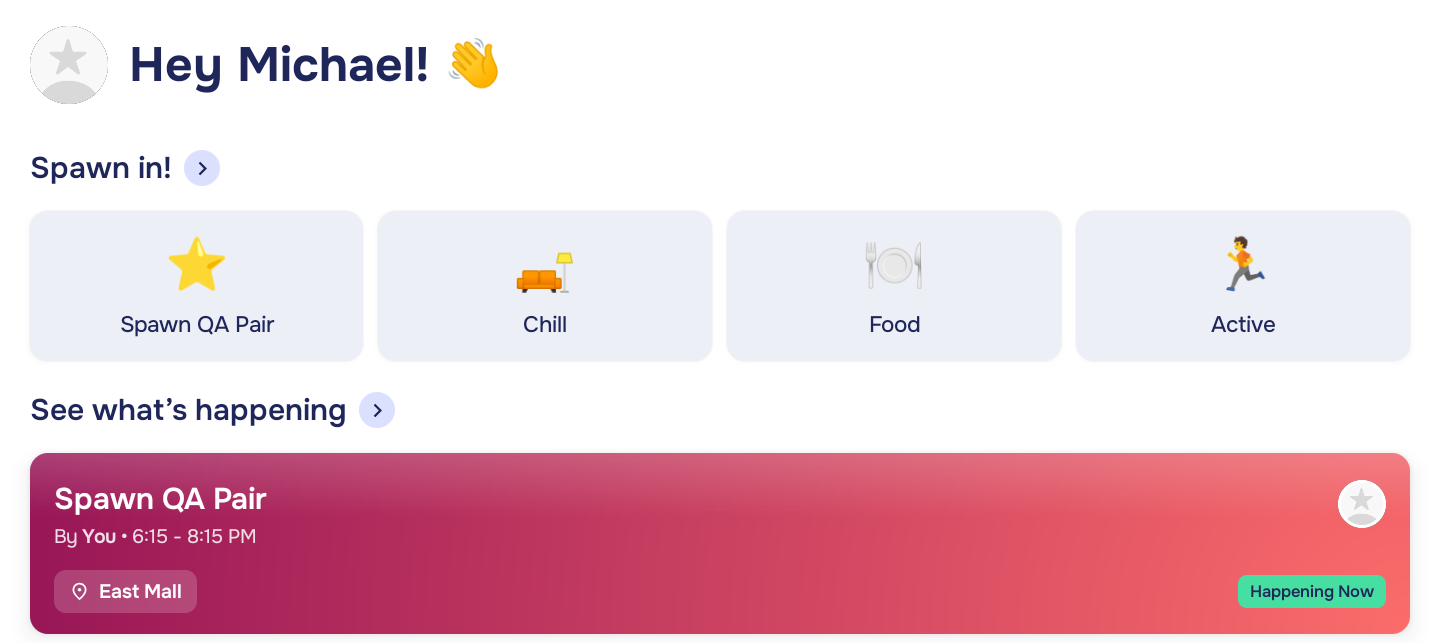 Hey Michael! 👋
Spawn in!
Spawn QA Pair
Chill
Food
Active
See what’s happening
Spawn QA Pair
By You • 6:15 - 8:15 PM
East Mall
Happening Now